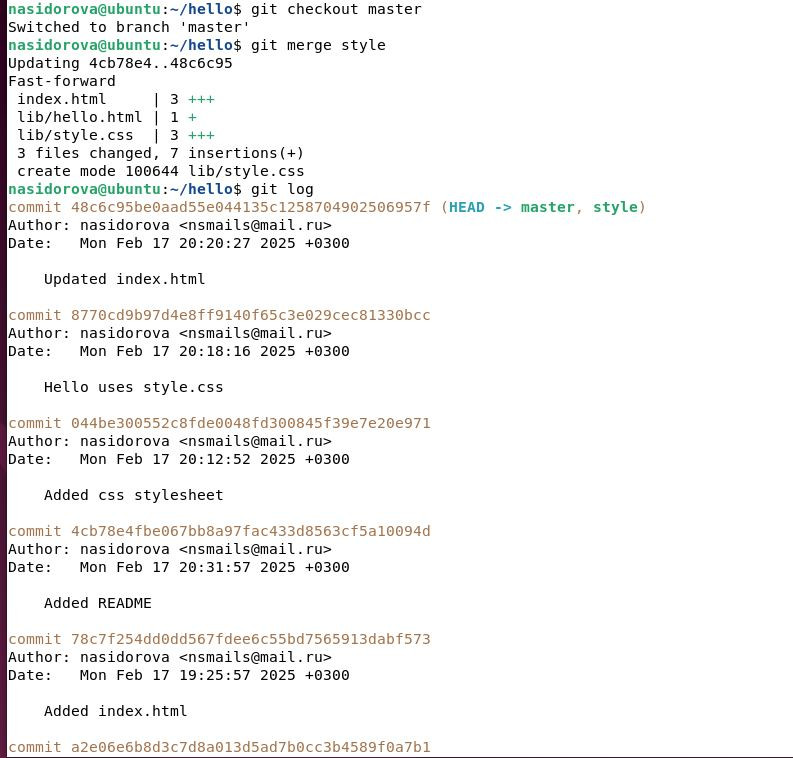 nasidorova@ubuntu:~/hello$ git checkout master
Switched to branch 'master'
nasidorova@ubuntu:~/hello$ git merge style
Updating 4cb78e4..48c6c95
Fast-forward
 index.html     | 3 +++
 lib/hello.html | 1 +
 lib/style.css  | 3 +++
 3 files changed, 7 insertions(+)
 create mode 100644 lib/style.css
nasidorova@ubuntu:~/hello$ git log
commit 48c6c95be0aad55e044135c1258704902506957f (HEAD -> master, style)
Author: nasidorova <nsmails@mail.ru>
Date:   Mon Feb 17 20:20:27 2025 +0300

    Updated index.html

commit 8770cd9b97d4e8ff9140f65c3e029cec81330bcc
Author: nasidorova <nsmails@mail.ru>
Date:   Mon Feb 17 20:18:16 2025 +0300

    Hello uses style.css

commit 044be300552c8fde0048fd300845f39e7e20e971
Author: nasidorova <nsmails@mail.ru>
Date:   Mon Feb 17 20:12:52 2025 +0300

    Added css stylesheet

commit 4cb78e4fbe067bb8a97fac433d8563cf5a10094d
Author: nasidorova <nsmails@mail.ru>
Date:   Mon Feb 17 20:31:57 2025 +0300

    Added README

commit 78c7f254dd0dd567fdee6c55bd7565913dabf573
Author: nasidorova <nsmails@mail.ru>
Date:   Mon Feb 17 19:25:57 2025 +0300

    Added index.html

commit a2e06e6b8d3c7d8a013d5ad7b0cc3b4589f0a7b1